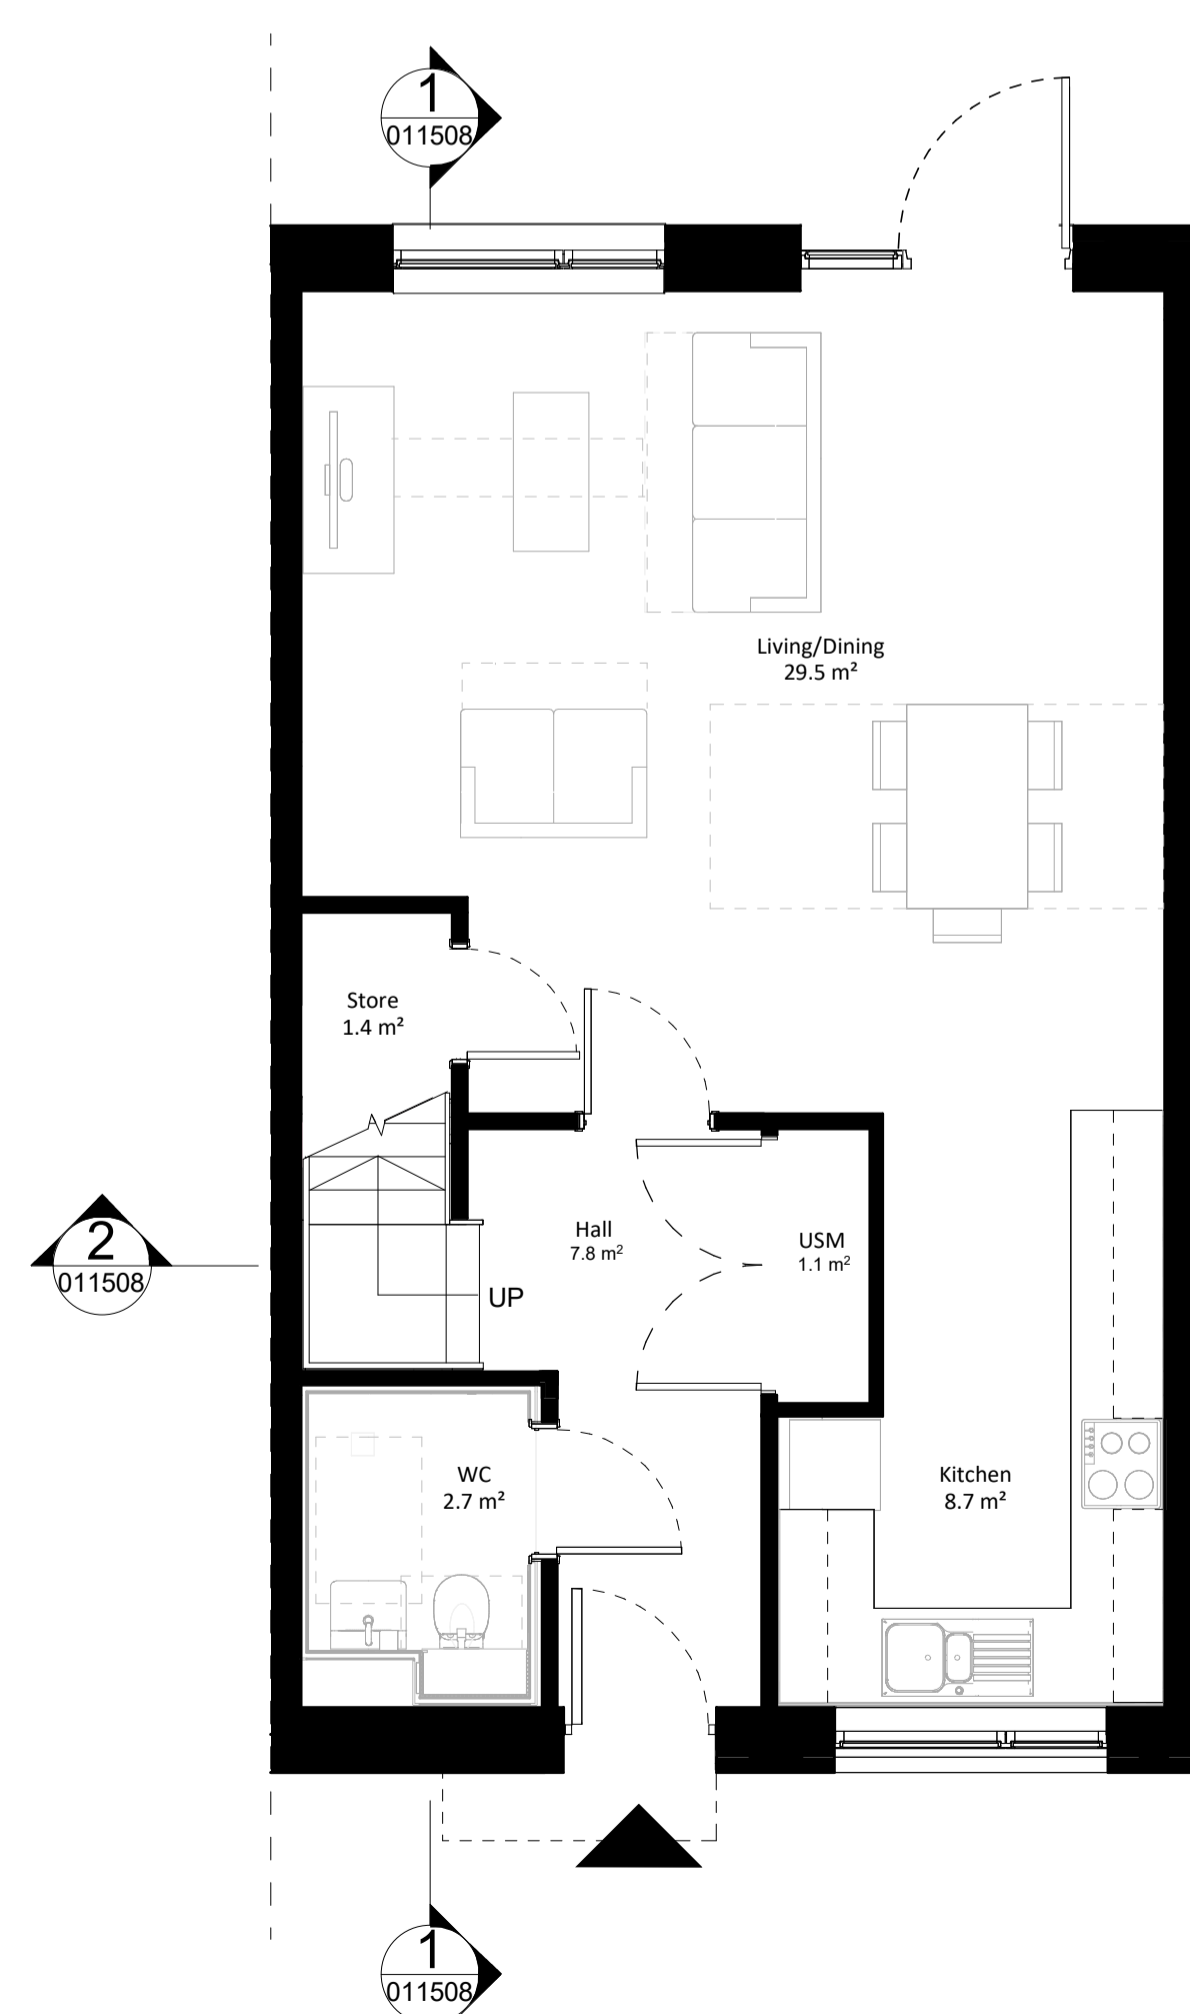 1
011508
Living/Dining
29.5 m²
Store
1.4 m²
Hall
7.8 m²
USM
1.1 m²
2
011508
UP
WC
2.7 m²
Kitchen
8.7 m²
1
011508